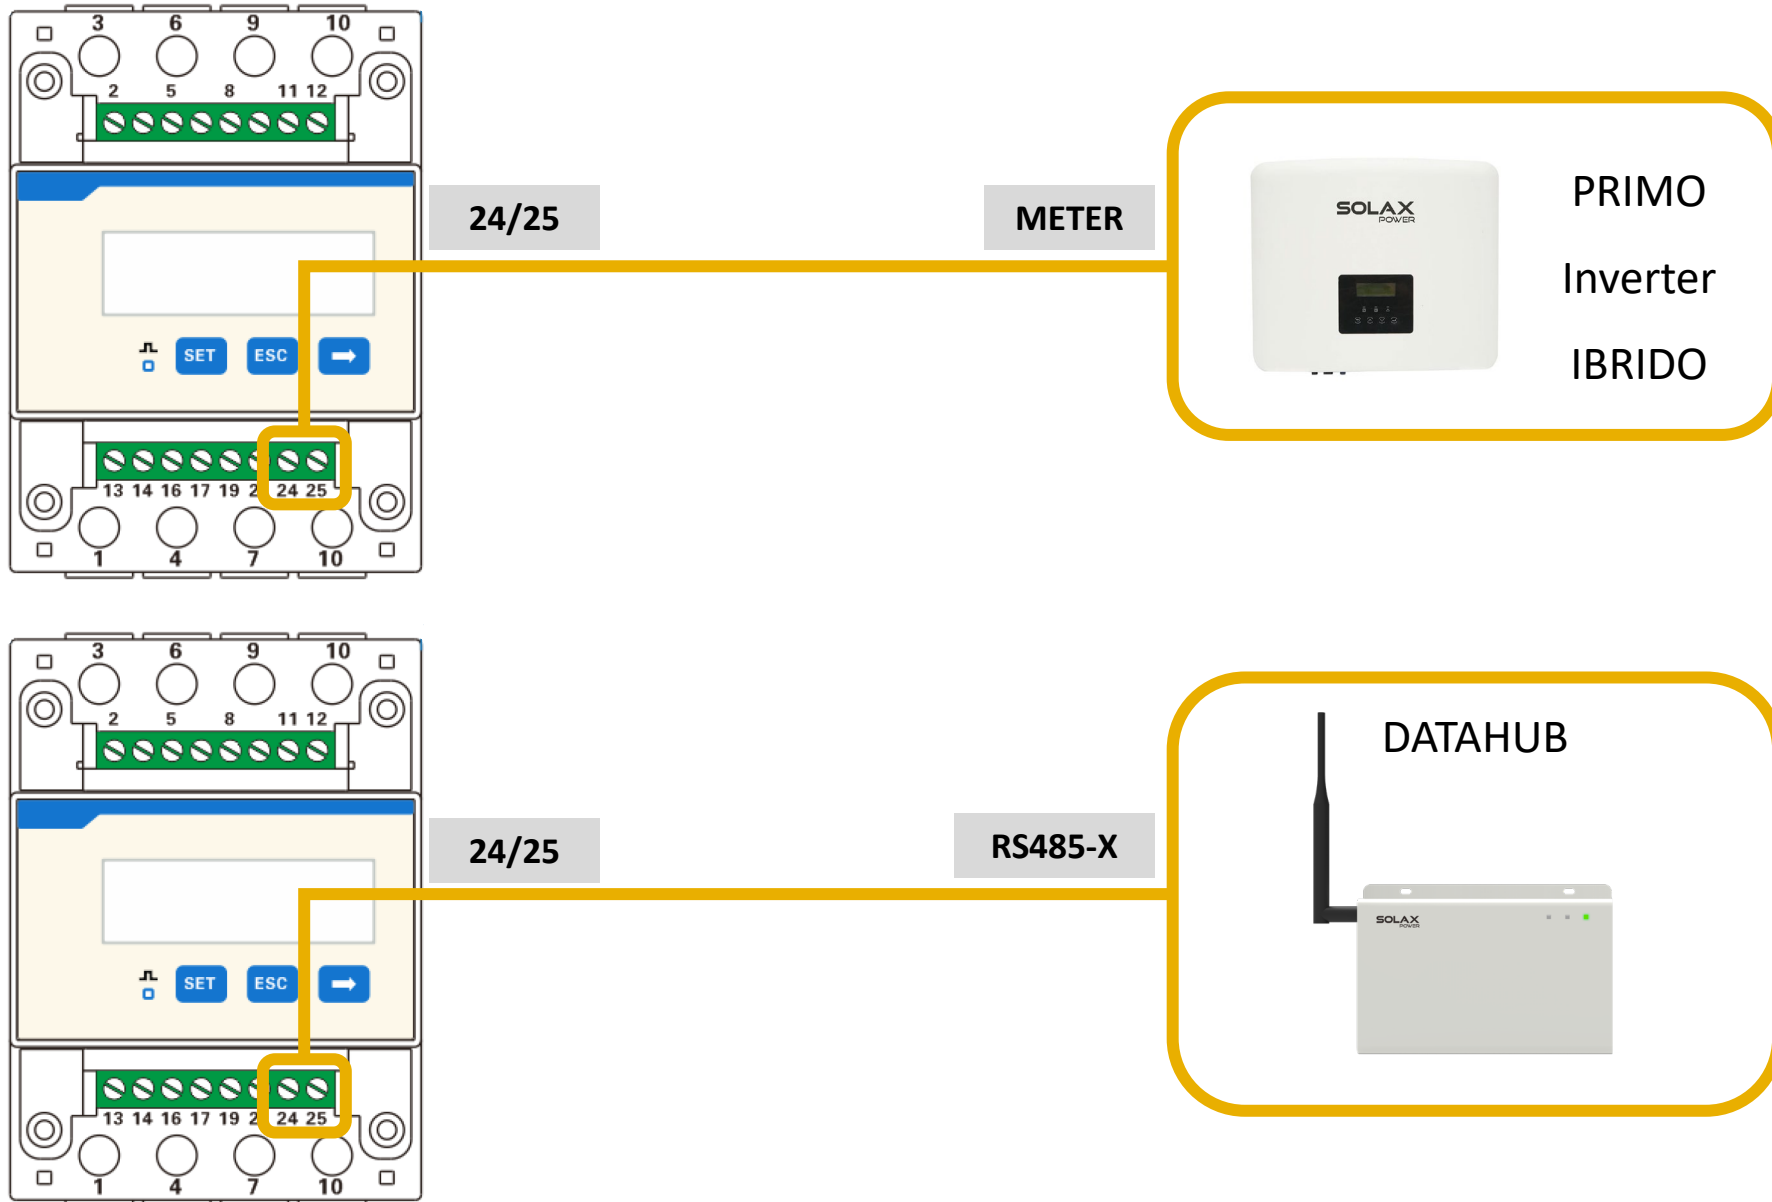 3 6 9 10
2 5 8 11 12
24/25
METER
SOLAX
POWER
PRIMO
Inverter
IBRIDO
SET ESC
13 14 16 17 19 2 24 25
1 4 7 10
3 6 9 10
2 5 8 11 12
24/25
RS485-X
DATAHUB
SOLAX
POWER
SET ESC
13 14 16 17 19 2 24 25
1 4 7 10